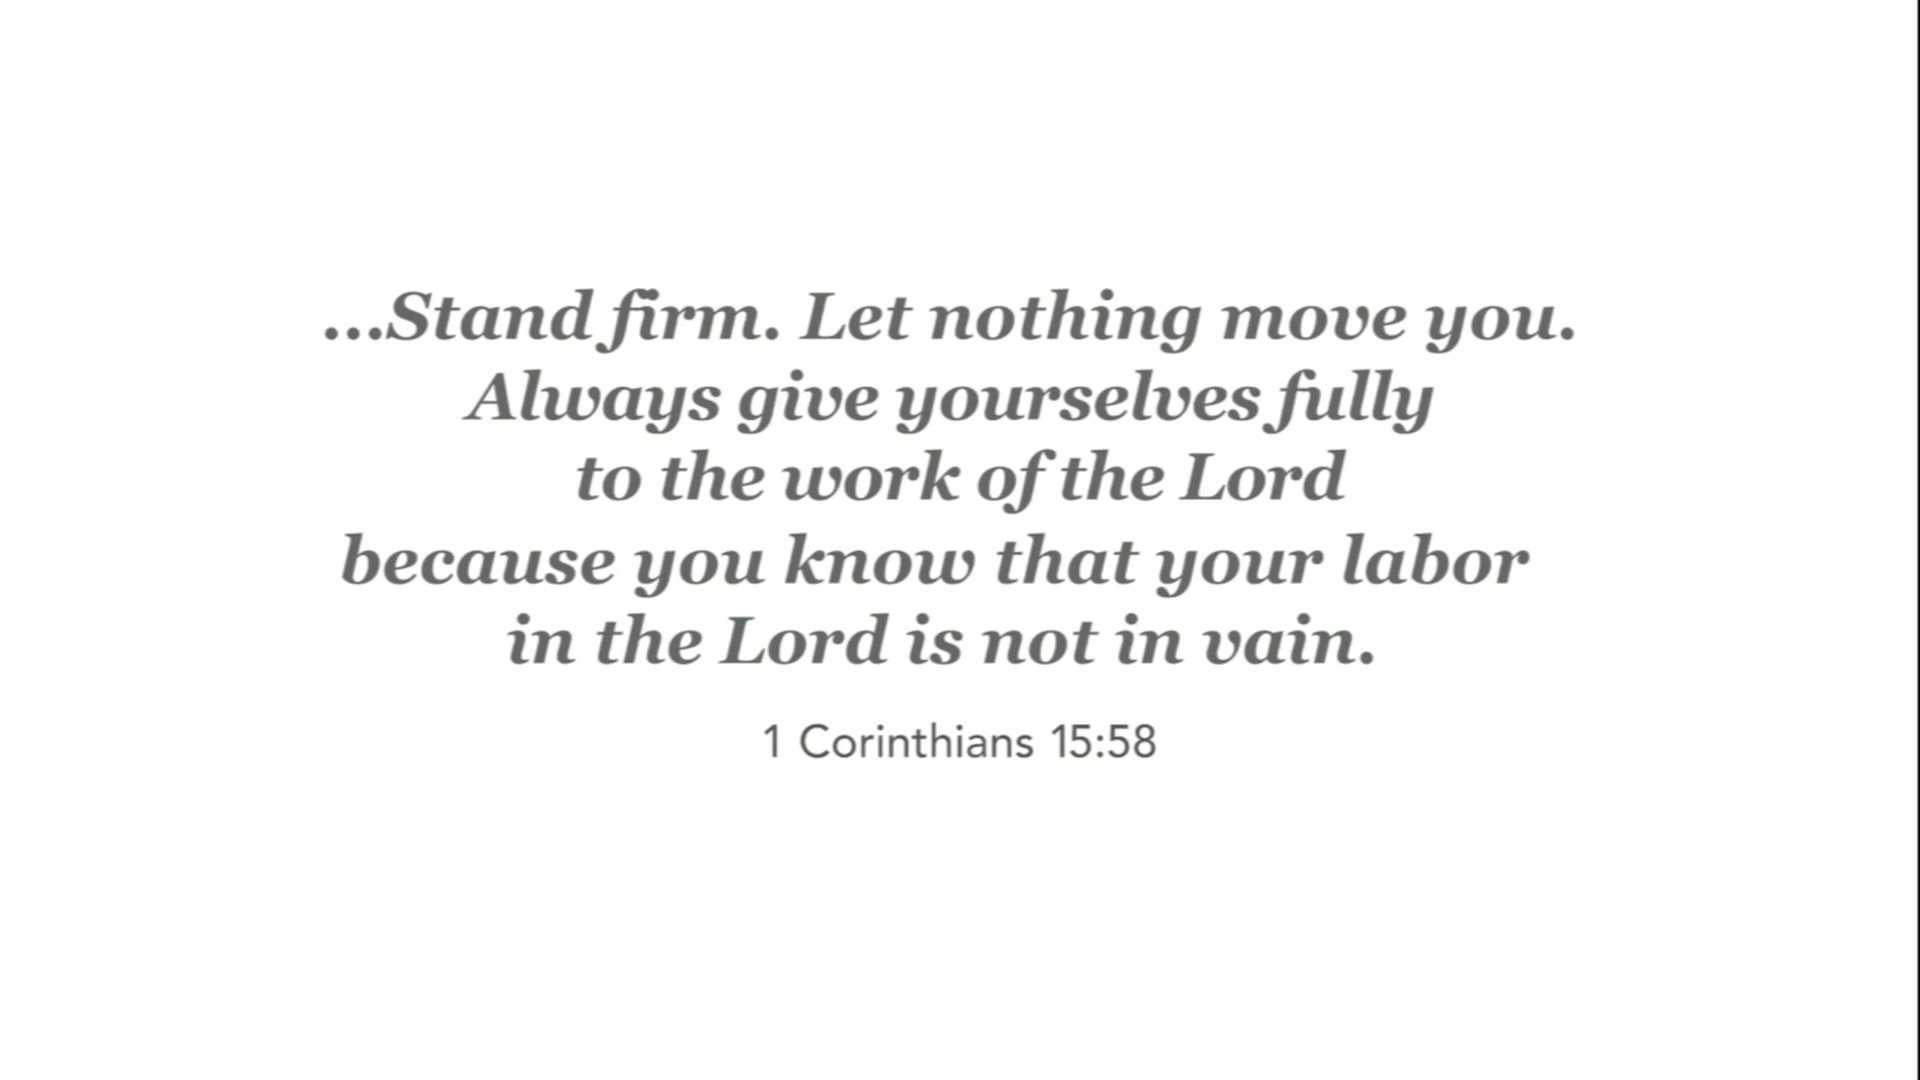 ...Stand firm. Let nothing move you.
Always give yourselves fully
to the work of the Lord
because you know that your labor
in the Lord is not in vain.
1 Corinthians 15:58